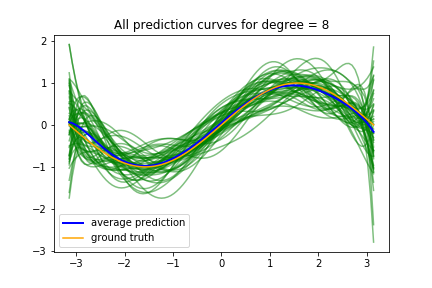 All prediction curves for degree = 8
2
1
0
−1
−2
−3
average prediction
ground truth
−3 −2 −1 0 1 2 3